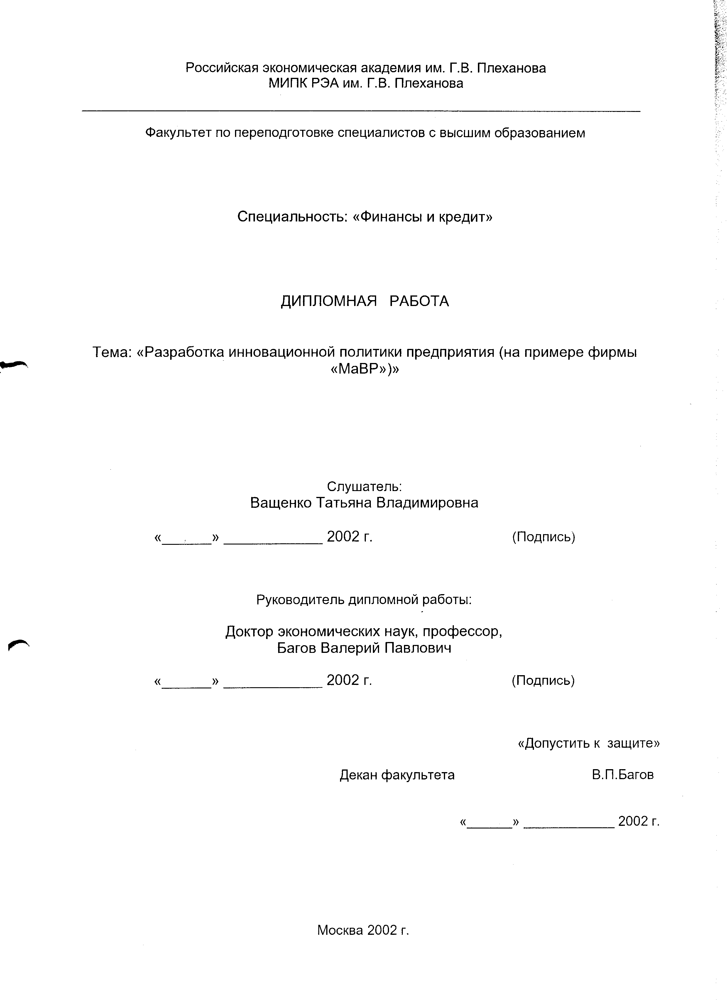 Российская экономическая академия им. Г.В. Плеханова
МИПК РЭА им. Г.В. Плеханова
Факультет по переподготовке специалистов с высшим образованием
Специальность: «Финансы и кредит»
ДИПЛОМНАЯ РАБОТА
Тема: «Разработка инновационной политики предприятия (на примере фирмы
«МаВР»)»
Слушатель:
Ващенко Татьяна Владимировна
«______» ____________ 2002 г. (Подпись)
Руководитель дипломной работы:
Доктор экономических наук, профессор,
Багов Валерий Павлович
«______» ____________ 2002 г. (Подпись)
«Допустить к защите»
Декан факультета В.П.Багов
«______» ____________ 2002 г.
Москва 2002 г.